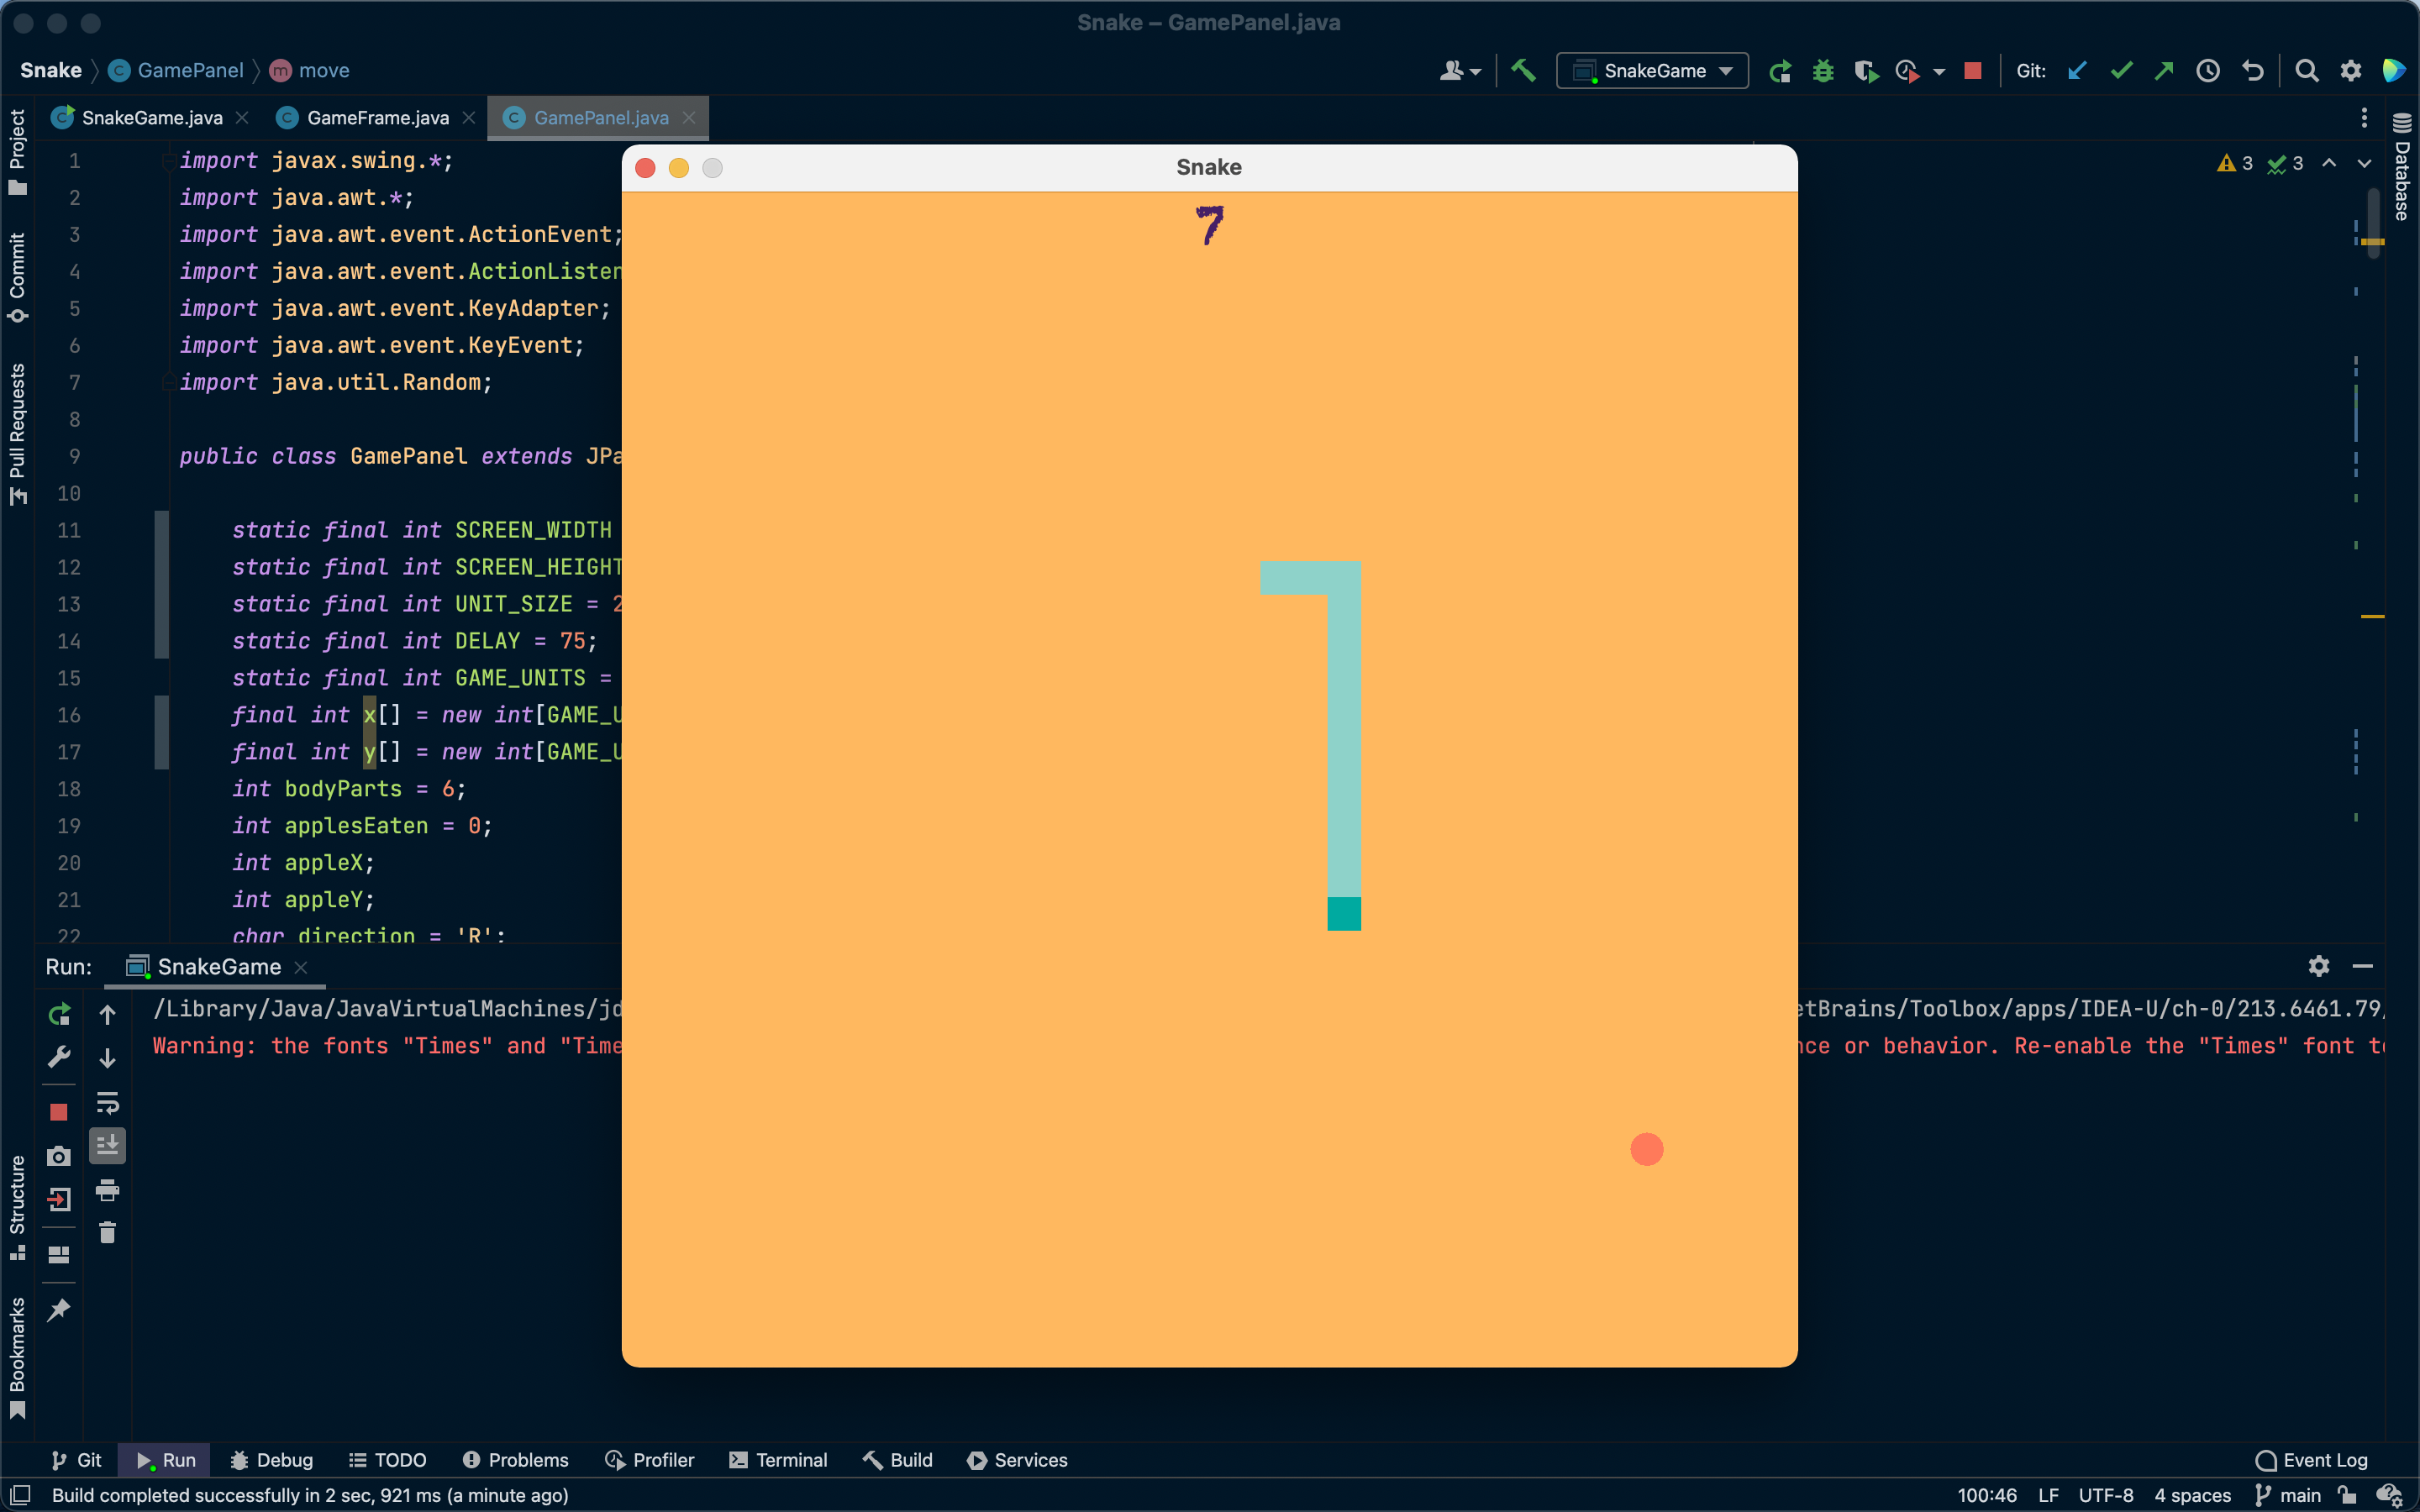 Snake – GamePanel.java
Snake GamePanel move
SnakeGame
Git:
SnakeGame.java GameFrame.java GamePanel.java
3 3
1 import javax.swing.*;
2 import java.awt.*;
3 import java.awt.event.ActionEvent;
4 import java.awt.event.ActionListen
5 import java.awt.event.KeyAdapter;
6 import java.awt.event.KeyEvent;
7 import java.util.Random;
8
9 public class GamePanel extends JPa
10
11 static final int SCREEN_WIDTH
12 static final int SCREEN_HEIGHT
13 static final int UNIT_SIZE = 2
14 static final int DELAY = 75;
15 static final int GAME_UNITS =
16 final int x[] = new int[GAME_U
17 final int y[] = new int[GAME_U
18 int bodyParts = 6;
19 int applesEaten = 0;
20 int appleX;
21 int appleY;
22 char direction = 'R';
Project
Commit
Pull Requests
Structure
Bookmarks
Database
Snake
7
Run: SnakeGame
/Library/Java/JavaVirtualMachines/jd
etBrains/Toolbox/apps/IDEA-U/ch-0/213.6461.79/
Warning: the fonts "Times" and "Time
nce or behavior. Re-enable the "Times" font to
Git Run Debug TODO Problems Profiler Terminal Build Services Event Log
Build completed successfully in 2 sec, 921 ms (a minute ago) 100:46 LF UTF-8 4 spaces main